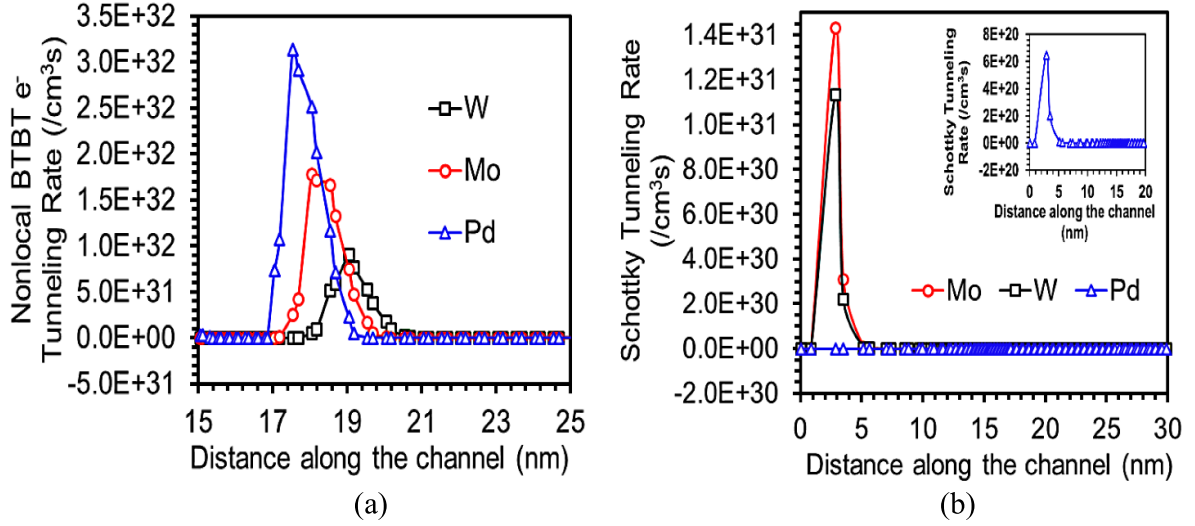 Nonlocal BTBT e-
Tunneling Rate (/cm3s)
3.5E+32
3.0E+32
2.5E+32
2.0E+32
1.5E+32
1.0E+32
5.0E+31
0.0E+00
-5.0E+31
W
Mo
Pd
15 17 19 21 23 25
Distance along the channel (nm)
(a)
Schottky Tunneling Rate
(/cm3s)
1.4E+31
1.2E+31
1.0E+31
8.0E+30
6.0E+30
4.0E+30
2.0E+30
0.0E+00
-2.0E+30
Schottky Tunneling
Rate (/cm3s)
8E+20
6E+20
4E+20
2E+20
0E+00
-2E+20
0 5 10 15 20
Distance along the channel
(nm)
Mo W Pd
0 5 10 15 20 25 30
Distance along the channel (nm)
(b)